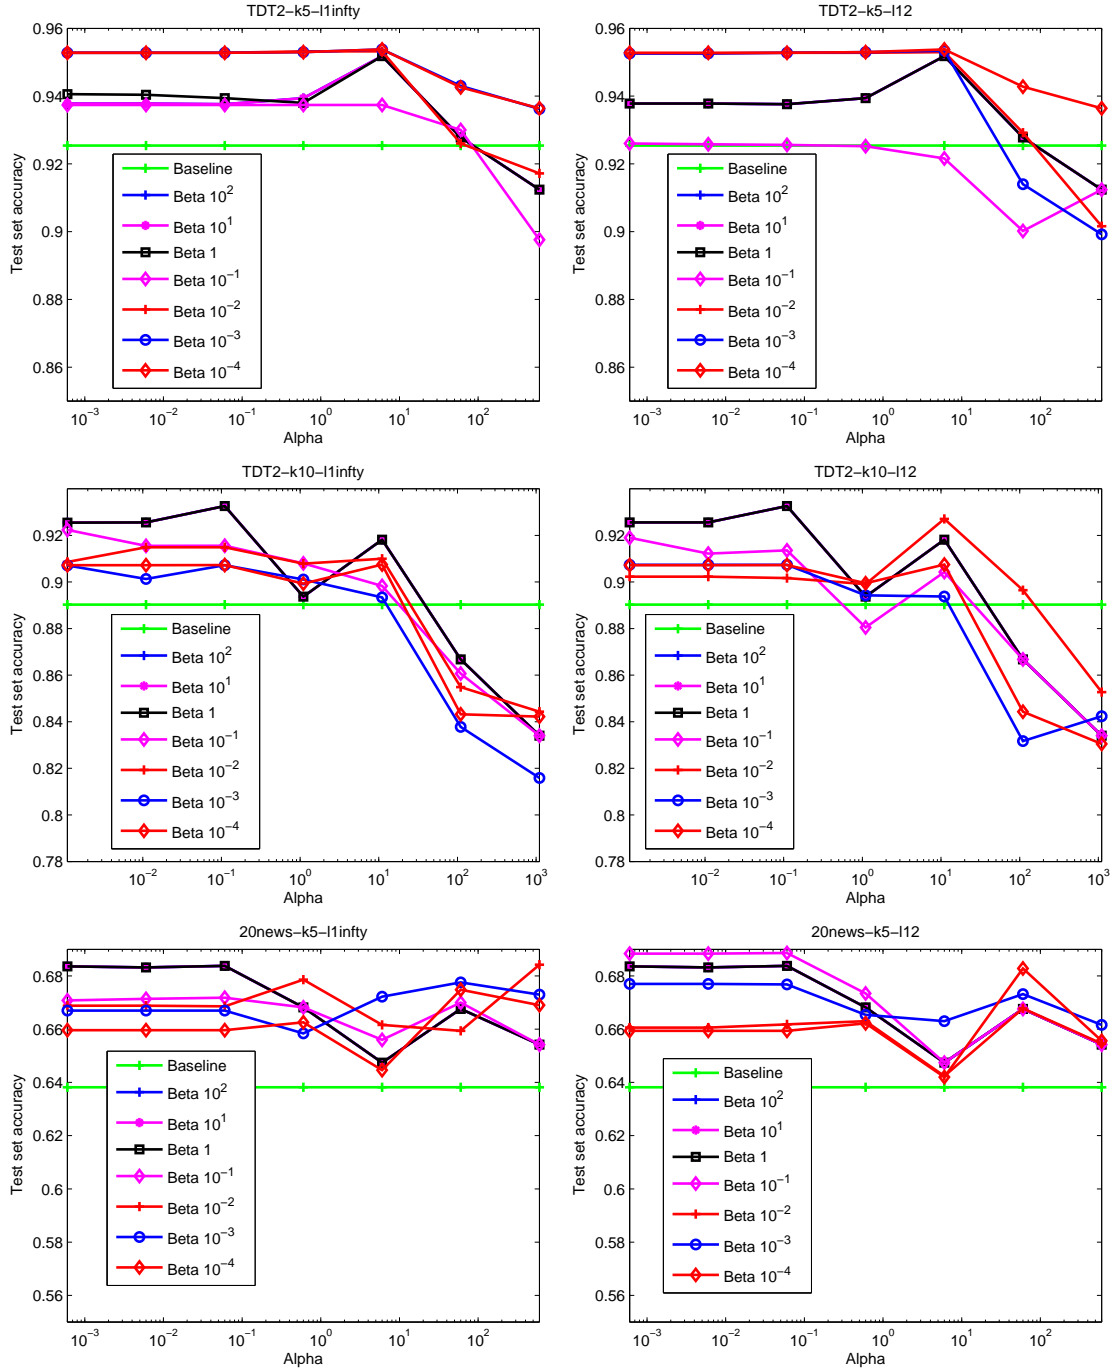 TDT2-k5-l1infty
0.96
0.94
0.92
0.9
0.88
0.86
Test set accuracy
Baseline
Beta 10^2
Beta 10^1
Beta 1
Beta 10^-1
Beta 10^-2
Beta 10^-3
Beta 10^-4
10^-3 10^-2 10^-1 10^0 10^1 10^2
Alpha
TDT2-k5-l12
0.96
0.94
0.92
0.9
0.88
0.86
Test set accuracy
Baseline
Beta 10^2
Beta 10^1
Beta 1
Beta 10^-1
Beta 10^-2
Beta 10^-3
Beta 10^-4
10^-3 10^-2 10^-1 10^0 10^1 10^2
Alpha
TDT2-k10-l1infty
0.92
0.9
0.88
0.86
0.84
0.82
0.8
0.78
Test set accuracy
Baseline
Beta 10^2
Beta 10^1
Beta 1
Beta 10^-1
Beta 10^-2
Beta 10^-3
Beta 10^-4
10^-2 10^-1 10^0 10^1 10^2 10^3
Alpha
TDT2-k10-l12
0.92
0.9
0.88
0.86
0.84
0.82
0.8
0.78
Test set accuracy
Baseline
Beta 10^2
Beta 10^1
Beta 1
Beta 10^-1
Beta 10^-2
Beta 10^-3
Beta 10^-4
10^-2 10^-1 10^0 10^1 10^2 10^3
Alpha
20news-k5-l1infty
0.68
0.66
0.64
0.62
0.6
0.58
0.56
Test set accuracy
Baseline
Beta 10^2
Beta 10^1
Beta 1
Beta 10^-1
Beta 10^-2
Beta 10^-3
Beta 10^-4
10^-3 10^-2 10^-1 10^0 10^1 10^2
Alpha
20news-k5-l12
0.68
0.66
0.64
0.62
0.6
0.58
0.56
Test set accuracy
Baseline
Beta 10^2
Beta 10^1
Beta 1
Beta 10^-1
Beta 10^-2
Beta 10^-3
Beta 10^-4
10^-3 10^-2 10^-1 10^0 10^1 10^2
Alpha